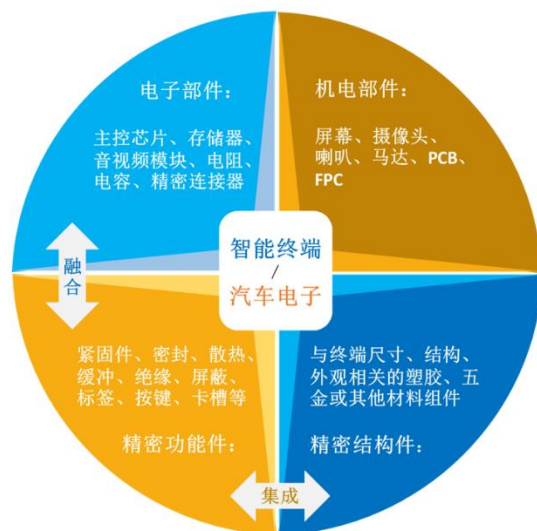 电子部件：
主控芯片、存储器、
音视频模块、电阻、
电容、精密连接器
机电部件：
屏幕、摄像头、
喇叭、马达、PCB、
FPC
智能终端
/
汽车电子
融
合
紧固件、密封、散热、
缓冲、绝缘、屏蔽、
标签、按键、卡槽等
精密功能件：
与终端尺寸、结构、
外观相关的塑胶、五
金或其他材料组件
精密结构件：
集成